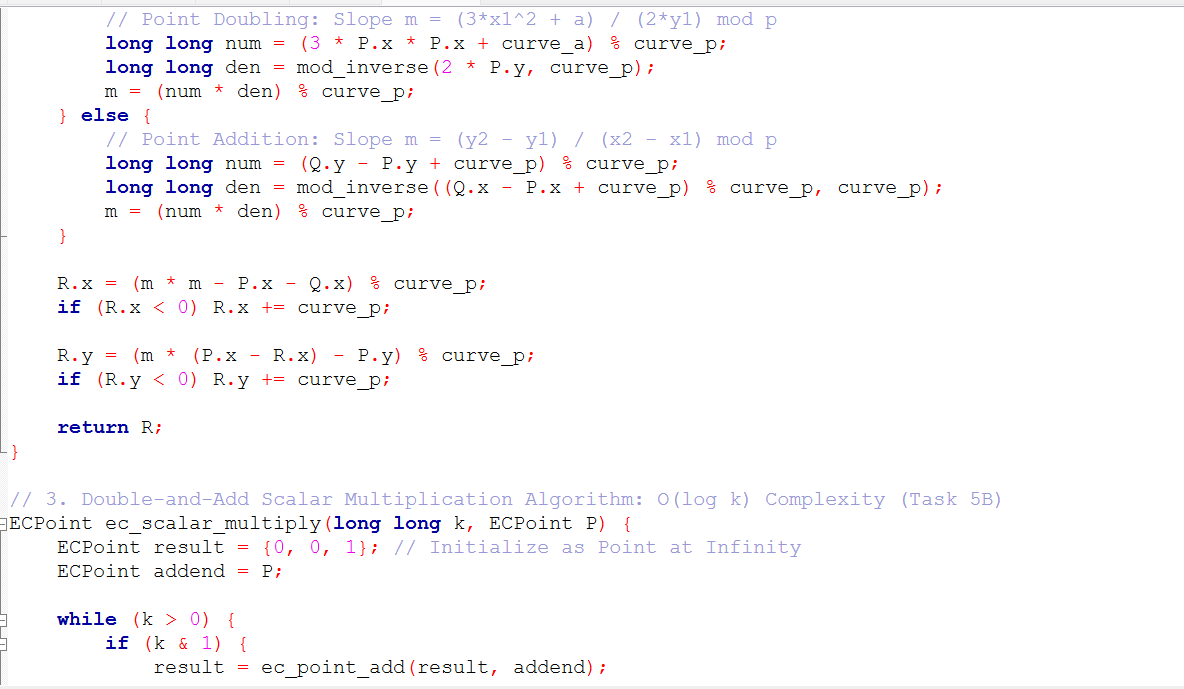 // Point Doubling: Slope m = (3*x1^2 + a) / (2*y1) mod p
long long num = (3 * P.x * P.x + curve_a) % curve_p;
long long den = mod_inverse(2 * P.y, curve_p);
m = (num * den) % curve_p;
} else {
// Point Addition: Slope m = (y2 - y1) / (x2 - x1) mod p
long long num = (Q.y - P.y + curve_p) % curve_p;
long long den = mod_inverse((Q.x - P.x + curve_p) % curve_p, curve_p);
m = (num * den) % curve_p;
}
R.x = (m * m - P.x - Q.x) % curve_p;
if (R.x < 0) R.x += curve_p;
R.y = (m * (P.x - R.x) - P.y) % curve_p;
if (R.y < 0) R.y += curve_p;
return R;
}
// 3. Double-and-Add Scalar Multiplication Algorithm: O(log k) Complexity (Task 5B)
ECPoint ec_scalar_multiply(long long k, ECPoint P) {
ECPoint result = {0, 0, 1}; // Initialize as Point at Infinity
ECPoint addend = P;
while (k > 0) {
if (k & 1) {
result = ec_point_add(result, addend);